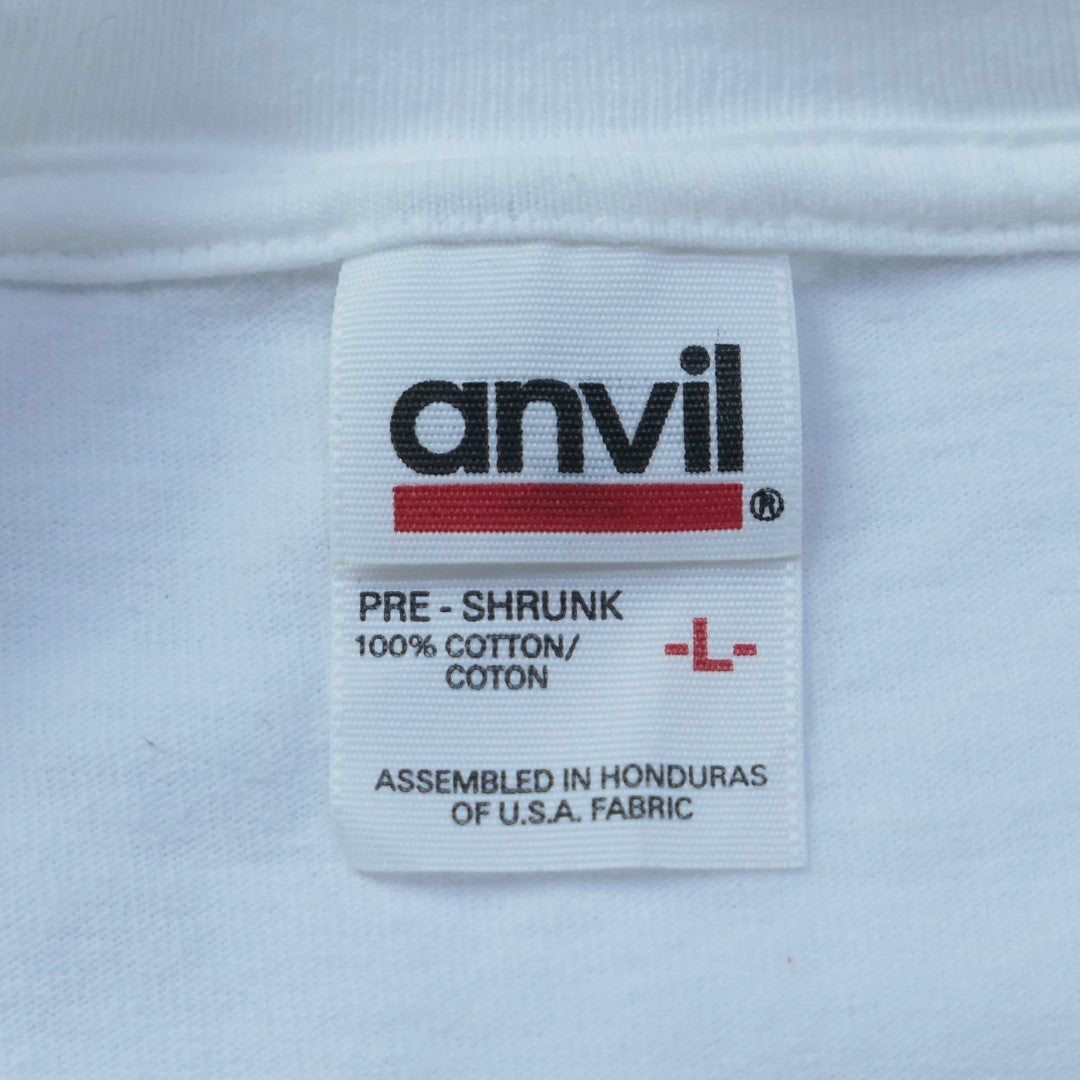 anvil
®
PRE - SHRUNK
100% COTTON/
COTON
-L-
ASSEMBLED IN HONDURAS
OF U.S.A. FABRIC